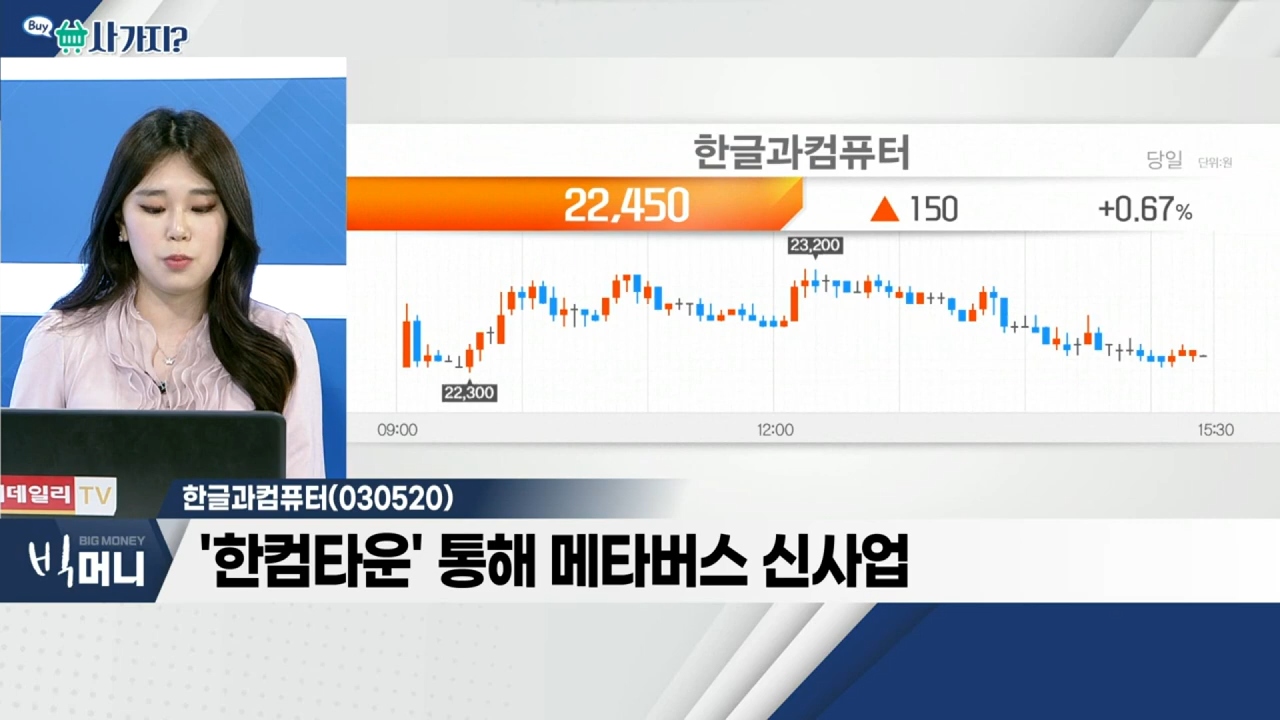 Buy
사가지?
한글과컴퓨터
당일 단위:원
22,450 ▲ 150 +0.67%
23,200
22,300
09:00 12:00 15:30
데일리 TV
한글과컴퓨터(030520)
BIG MONEY
빅머니
'한컴타운' 통해 메타버스 신사업